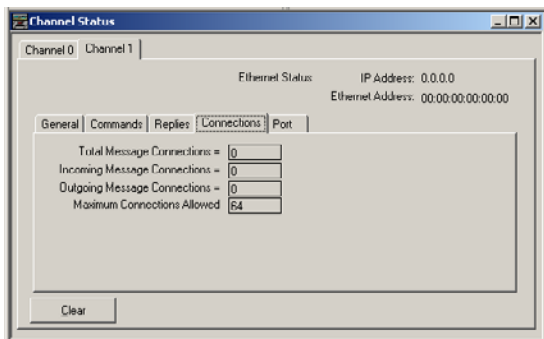 Channel Status
Channel 0 Channel 1
Ethernet Status IP Address: 0.0.0.0
Ethernet Address: 00:00:00:00:00:00
General Commands Replies Connections Port
Total Message Connections = 0
Incoming Message Connections = 0
Outgoing Message Connections = 0
Maximum Connections Allowed 64
Clear